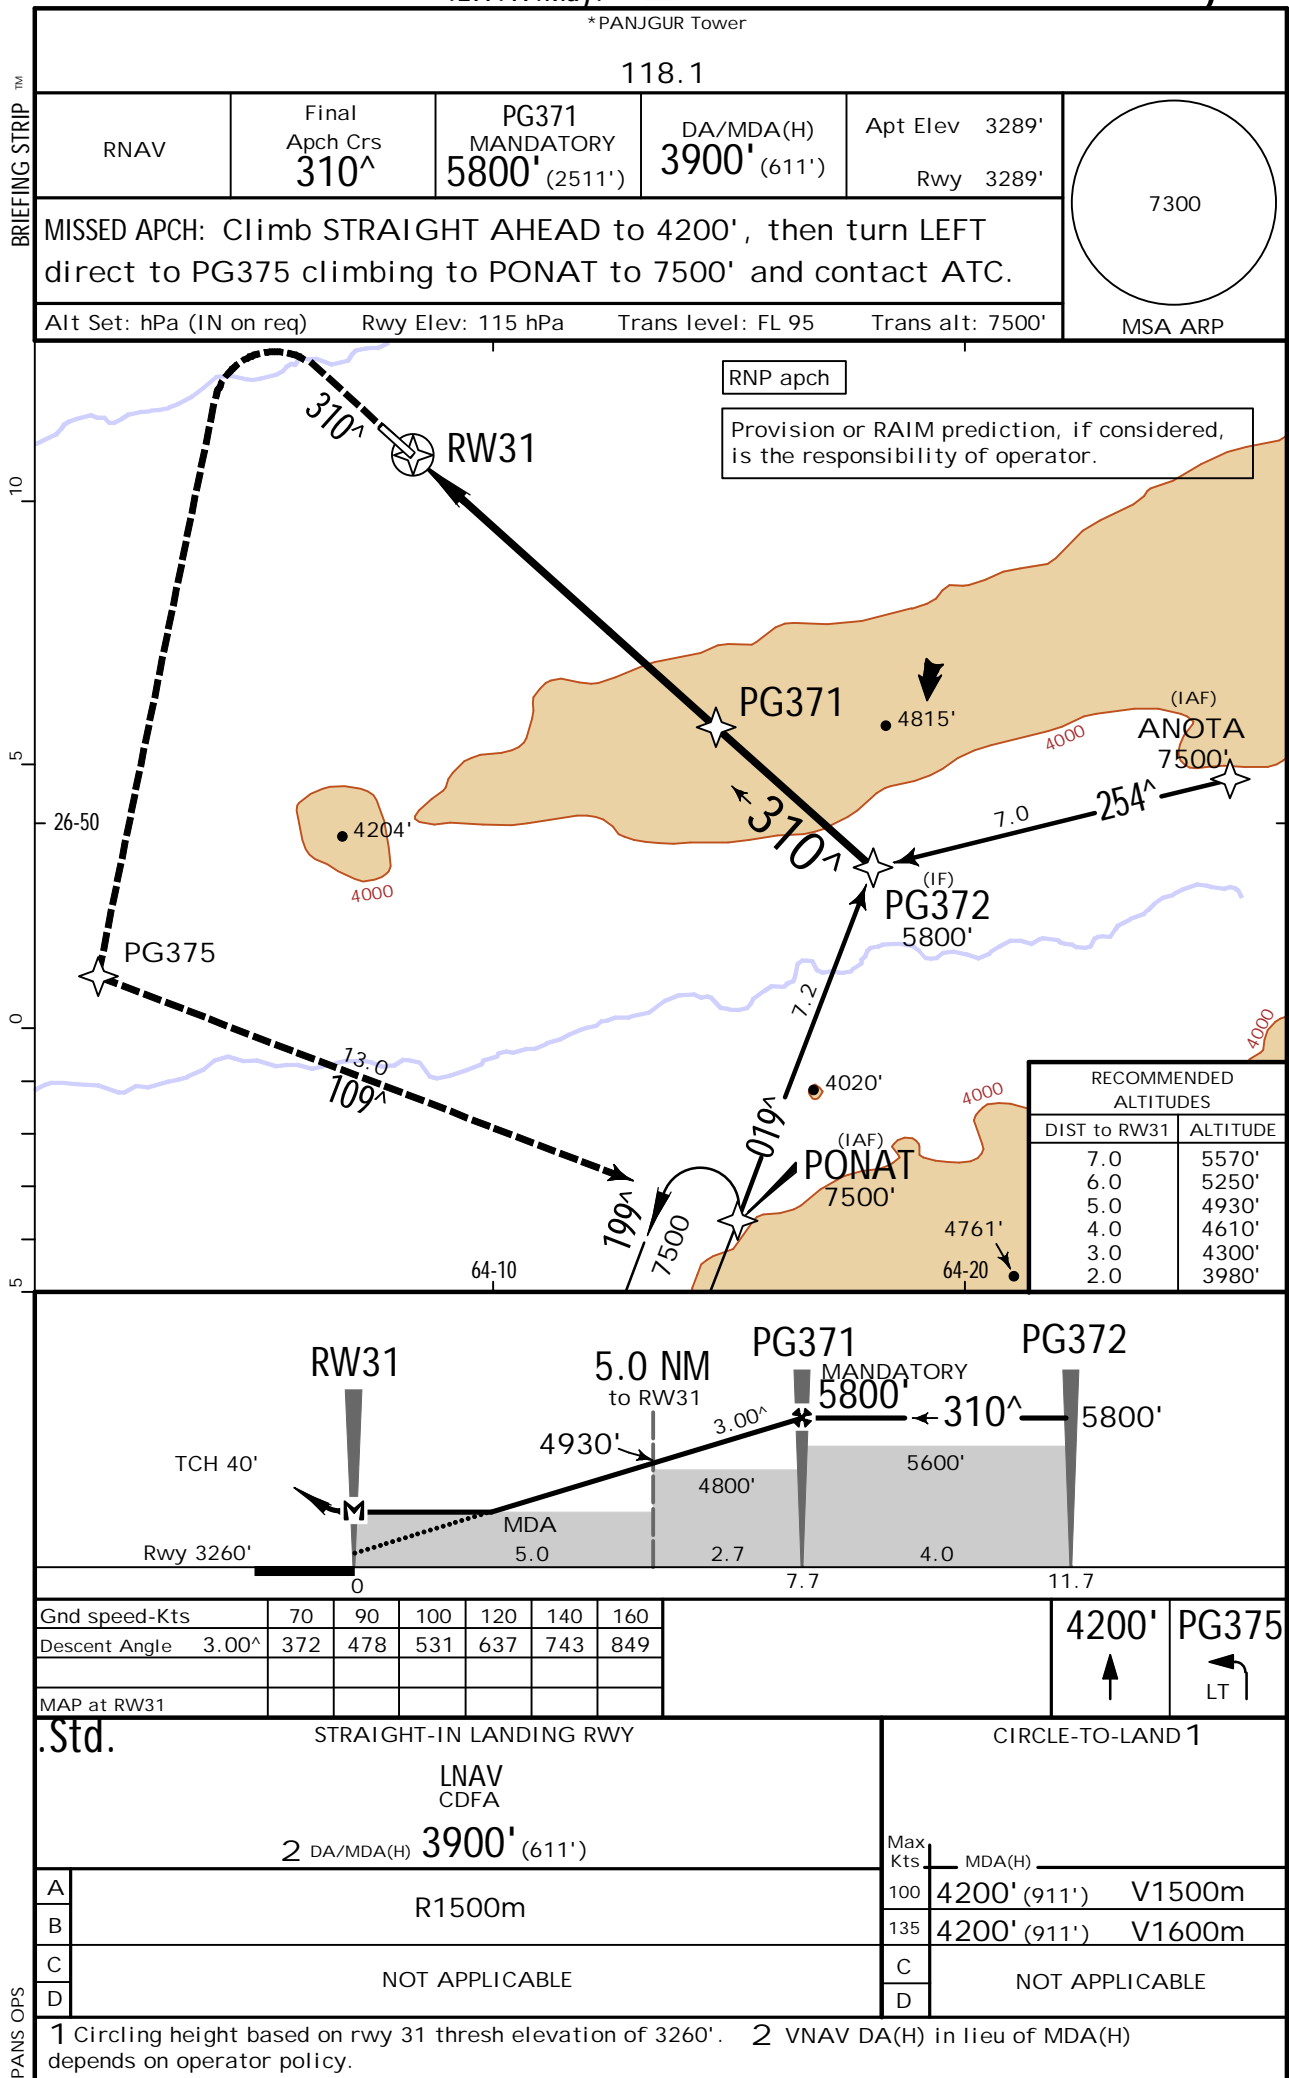 *PANJGUR Tower
118.1
BRIEFING STRIP TM
RNAV
Final
Apch Crs
310^
PG371
MANDATORY
5800' (2511')
DA/MDA(H)
3900' (611')
Apt Elev 3289'
Rwy 3289'
7300
MSA ARP
MISSED APCH: Climb STRAIGHT AHEAD to 4200', then turn LEFT
direct to PG375 climbing to PONAT to 7500' and contact ATC.
Alt Set: hPa (IN on req) Rwy Elev: 115 hPa Trans level: FL 95 Trans alt: 7500'
RNP apch
Provision or RAIM prediction, if considered,
is the responsibility of operator.
310^
RW31
10
PG371
4815'
4000
(IAF)
ANOTA
7500'
5
26-50
4204'
4000
310^
7.0
254^
(IF)
PG372
5800'
PG375
7.2
0
13.0
109^
4020'
4000
4000
019^
(IAF)
PONAT
7500'
199^
7500
4761'
64-10
64-20
5
RECOMMENDED
ALTITUDES
DIST to RW31 ALTITUDE
7.0 5570'
6.0 5250'
5.0 4930'
4.0 4610'
3.0 4300'
2.0 3980'
RW31
5.0 NM
to RW31
PG371
MANDATORY
5800'
PG372
310^
5800'
3.00^
4930'
TCH 40'
5600'
4800'
M
MDA
Rwy 3260'
5.0
2.7
4.0
0
7.7
11.7
Gnd speed-Kts 70 90 100 120 140 160
Descent Angle 3.00^ 372 478 531 637 743 849
MAP at RW31
4200'
PG375
LT
.Std.
STRAIGHT-IN LANDING RWY
CIRCLE-TO-LAND 1
LNAV
CDFA
2 DA/MDA(H) 3900' (611')
Max
Kts
MDA(H)
A
B
R1500m
100 4200' (911') V1500m
135 4200' (911') V1600m
C
D
NOT APPLICABLE
C
D
NOT APPLICABLE
PANS OPS
1 Circling height based on rwy 31 thresh elevation of 3260'. 2 VNAV DA(H) in lieu of MDA(H)
depends on operator policy.